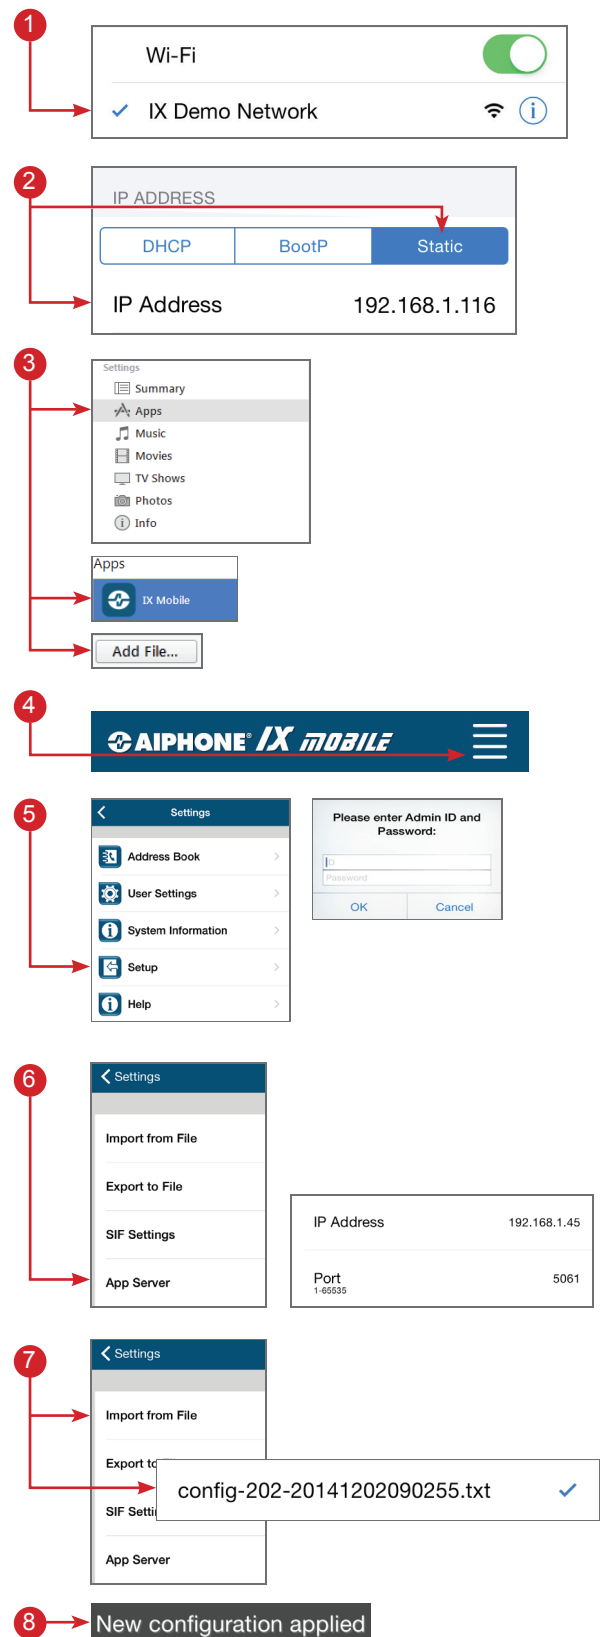 1
Wi-Fi
IX Demo Network
2
IP ADDRESS
DHCP BootP Static
IP Address 192.168.1.116
3
Settings
Summary
Apps
Music
Movies
TV Shows
Photos
Info
Apps
IX Mobile
Add File...
4
AIPHONE® IX MOBILE
5
Settings
Address Book
User Settings
System Information
Setup
Help
Please enter Admin ID and
Password:
ID
Password
OK Cancel
6
Settings
Import from File
Export to File
SIF Settings
App Server
IP Address 192.168.1.45
Port 5061
1-65535
7
Settings
Import from File
Export to
config-202-20141202090255.txt
SIF Setti
App Server
8
New configuration applied